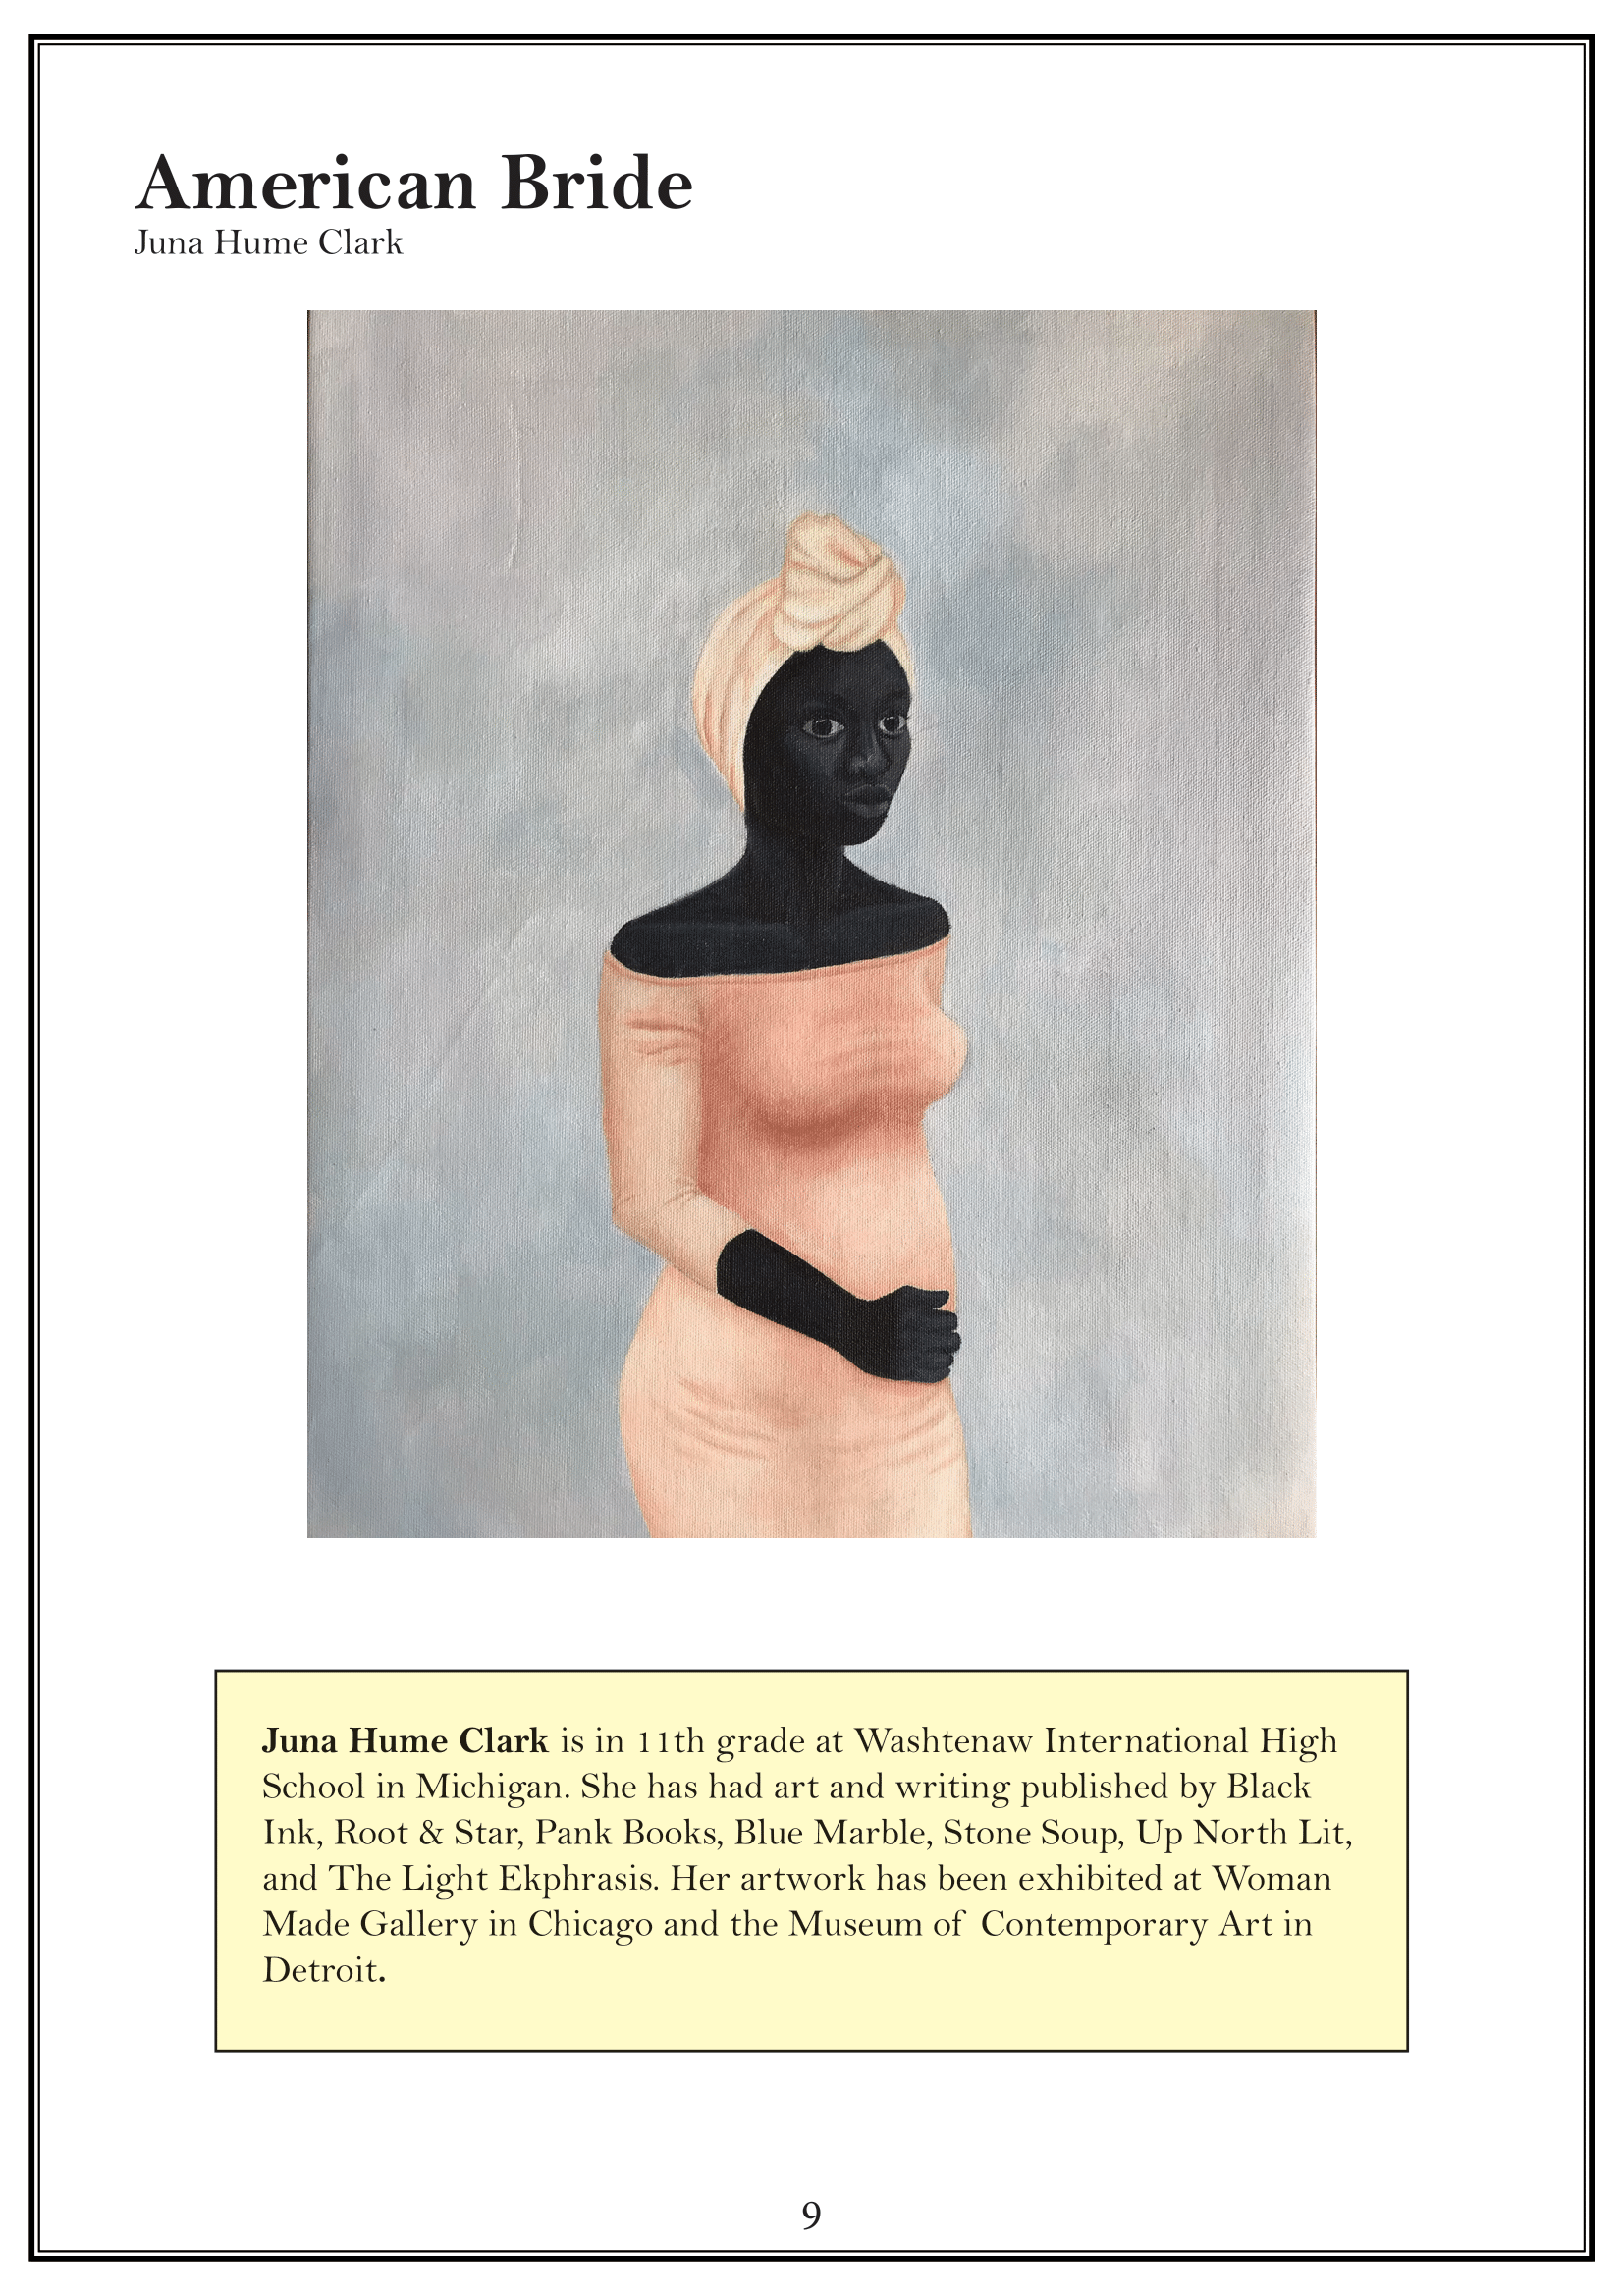 American Bride
Juna Hume Clark
Juna Hume Clark is in 11th grade at Washtenaw International High
School in Michigan. She has had art and writing published by Black
Ink, Root & Star, Pank Books, Blue Marble, Stone Soup, Up North Lit,
and The Light Ekphrasis. Her artwork has been exhibited at Woman
Made Gallery in Chicago and the Museum of Contemporary Art in
Detroit.
9